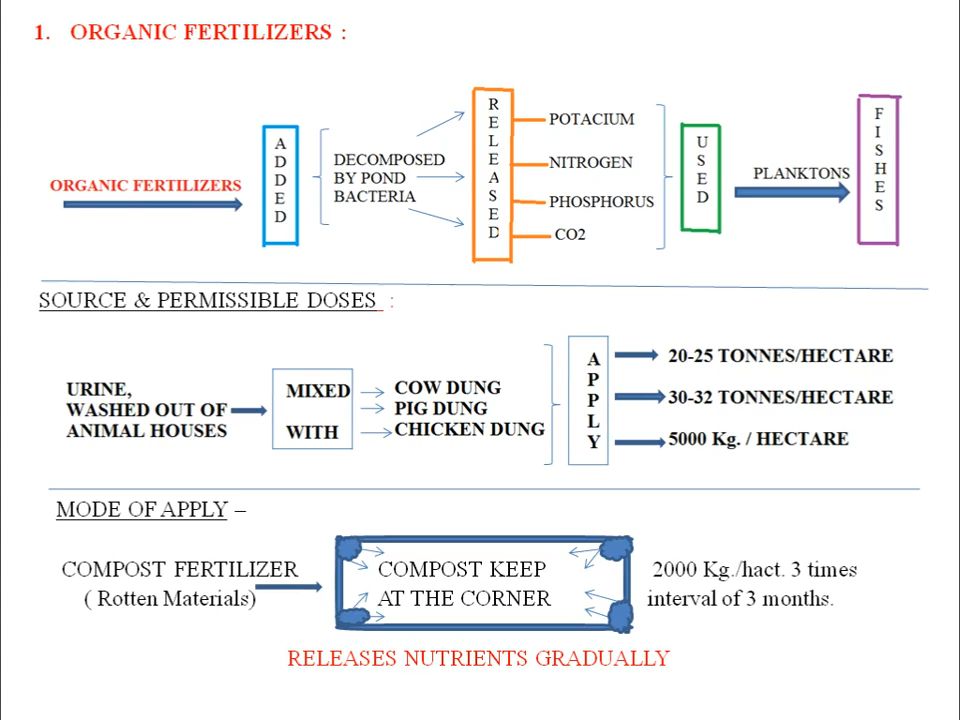 1. ORGANIC FERTILIZERS :
ORGANIC FERTILIZERS
ADDED
DECOMPOSED
BY POND
BACTERIA
RELEASED
POTACIUM
NITROGEN
PHOSPHORUS
CO2
USED
PLANKTONS
FISHES
SOURCE & PERMISSIBLE DOSES :
URINE,
WASHED OUT OF
ANIMAL HOUSES
MIXED
WITH
COW DUNG
PIG DUNG
CHICKEN DUNG
APPLY
20-25 TONNES/HECTARE
30-32 TONNES/HECTARE
5000 Kg. / HECTARE
MODE OF APPLY –
COMPOST FERTILIZER
( Rotten Materials)
COMPOST KEEP
AT THE CORNER
2000 Kg./hact. 3 times
interval of 3 months.
RELEASES NUTRIENTS GRADUALLY